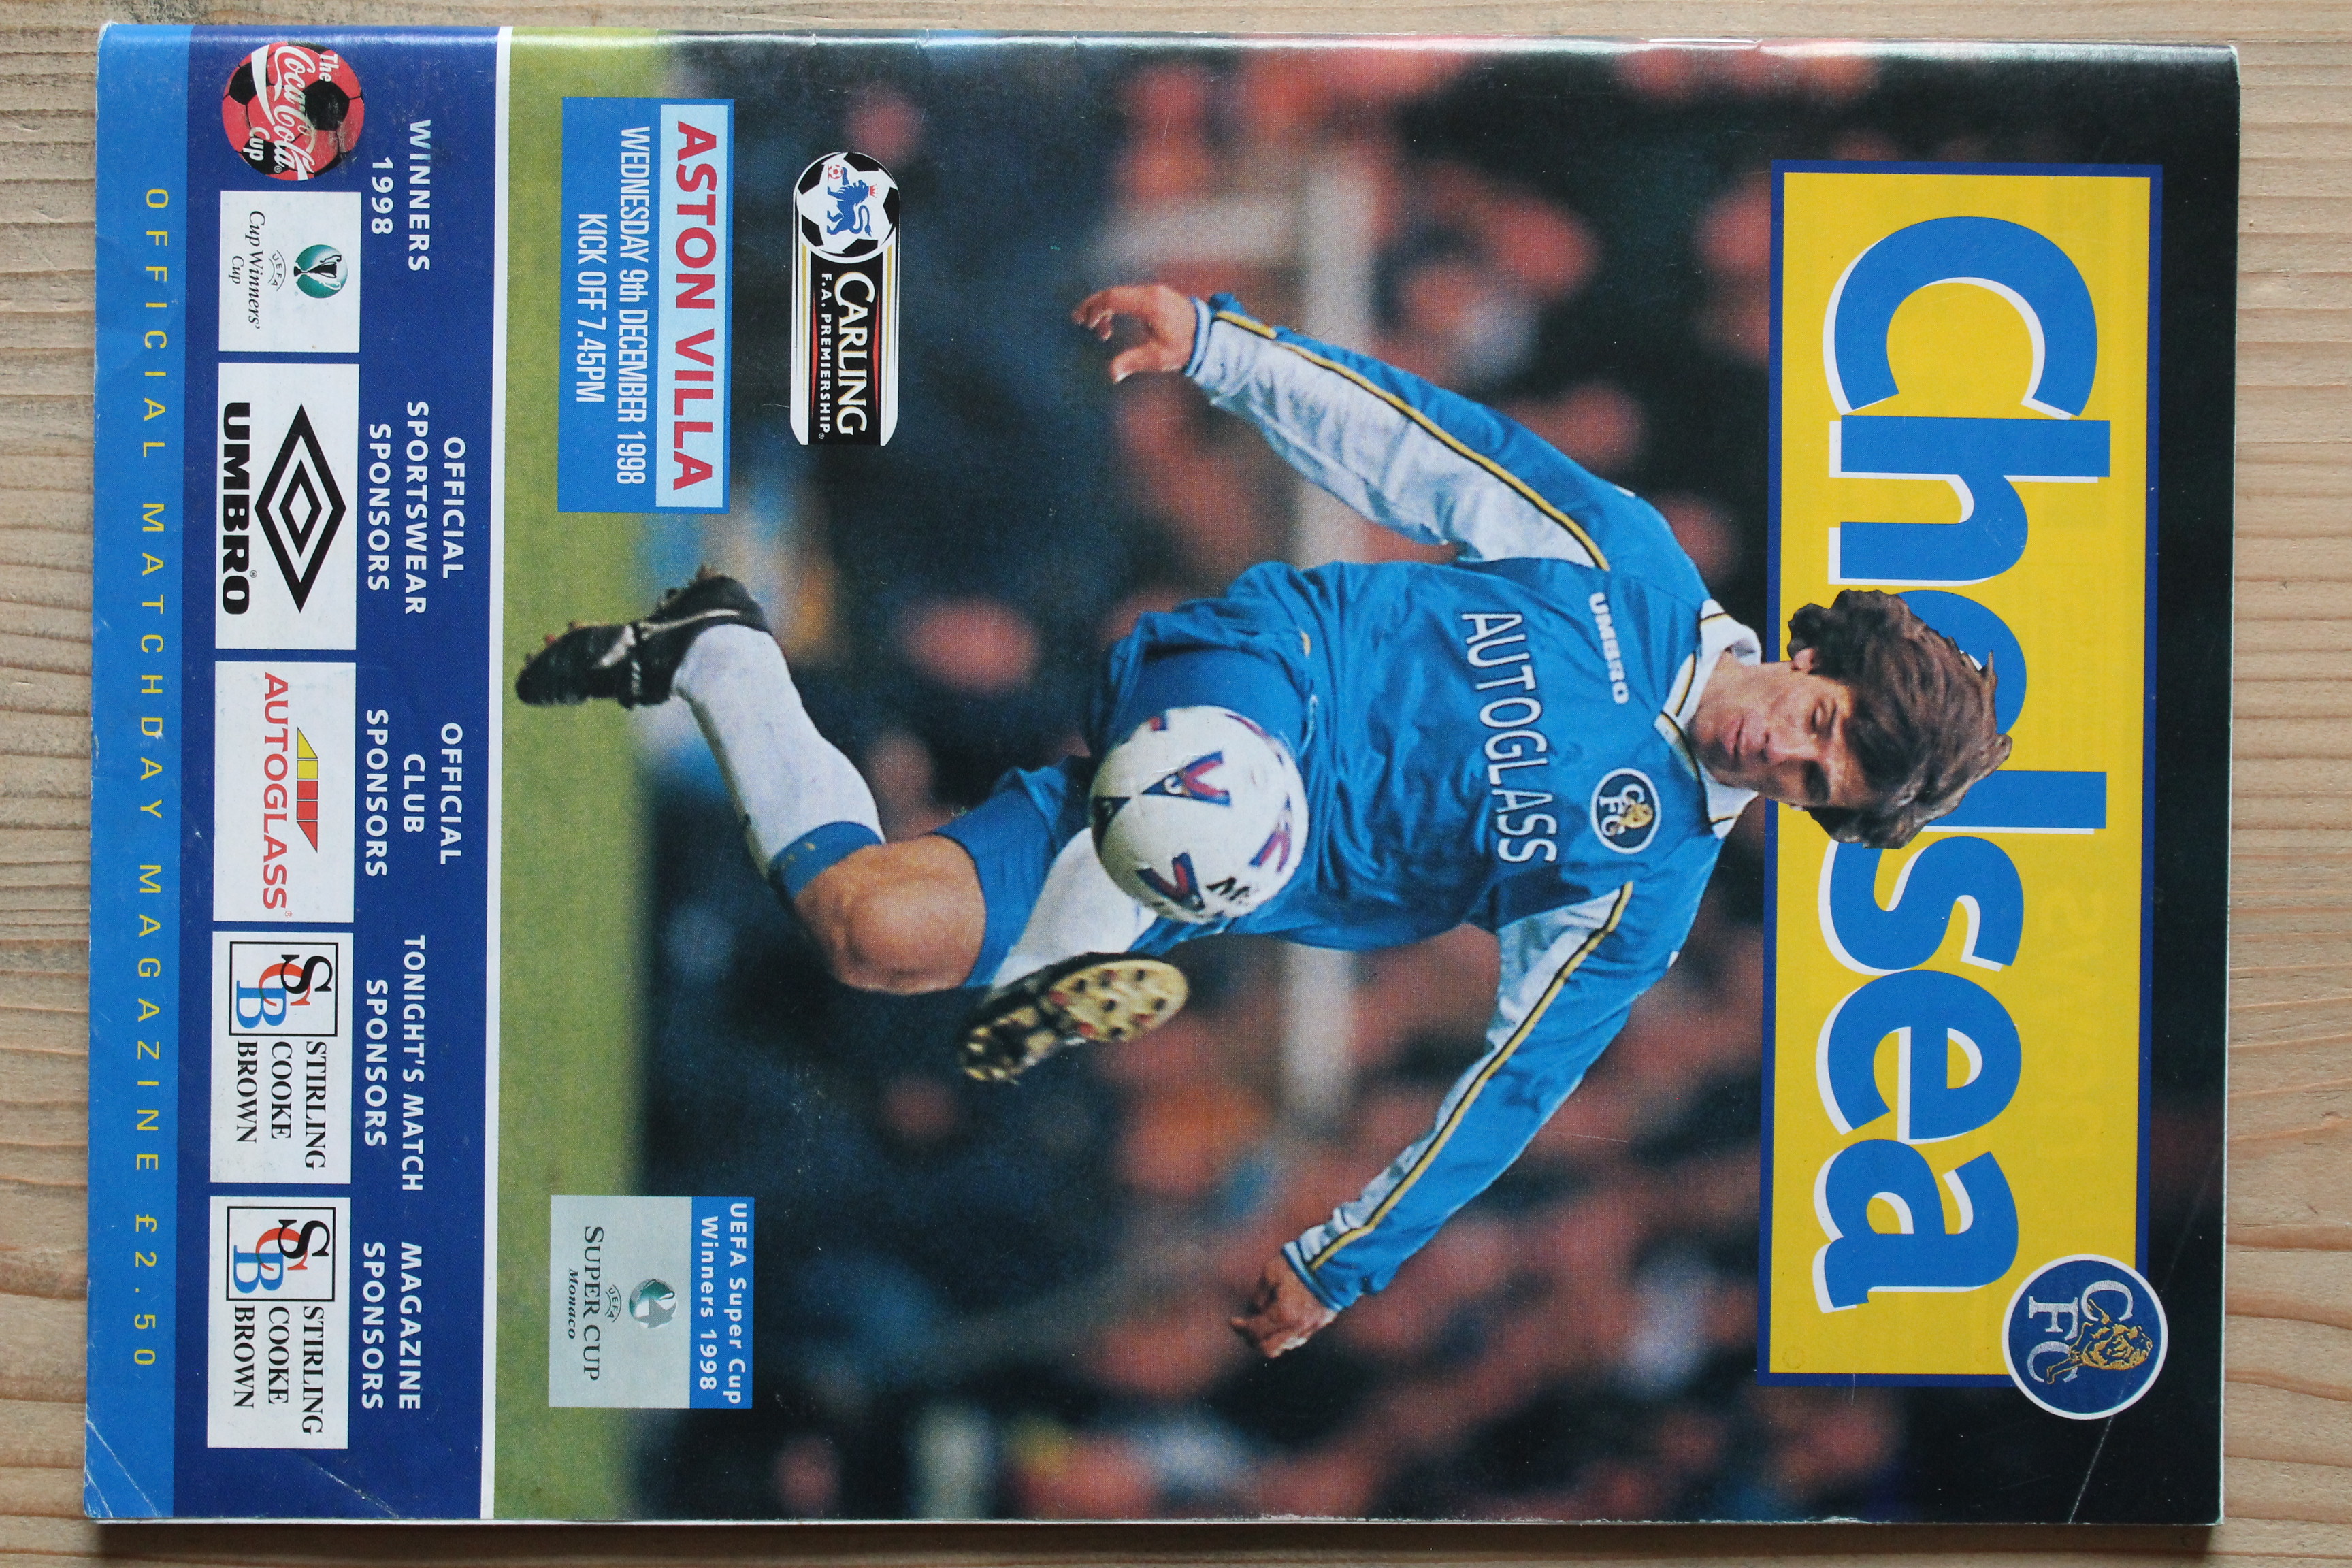 Chelsea
CFC
UMBRO
AUTOGLASS
CFC
CARLING
F.A. PREMIERSHIP®
ASTON VILLA
WEDNESDAY 9th DECEMBER 1998
KICK OFF 7.45PM
UEFA Super Cup
Winners 1998
UEFA
SUPER CUP
Monaco
WINNERS
1998
The
Coca-Cola
Cup
UEFA
Cup Winners'
Cup
OFFICIAL
SPORTSWEAR
SPONSORS
UMBRO®
OFFICIAL
CLUB
SPONSORS
AUTOGLASS®
TONIGHT'S MATCH
SPONSORS
SCB
STIRLING
COOKE
BROWN
MAGAZINE
SPONSORS
SCB
STIRLING
COOKE
BROWN
OFFICIAL MATCHDAY MAGAZINE £2.50